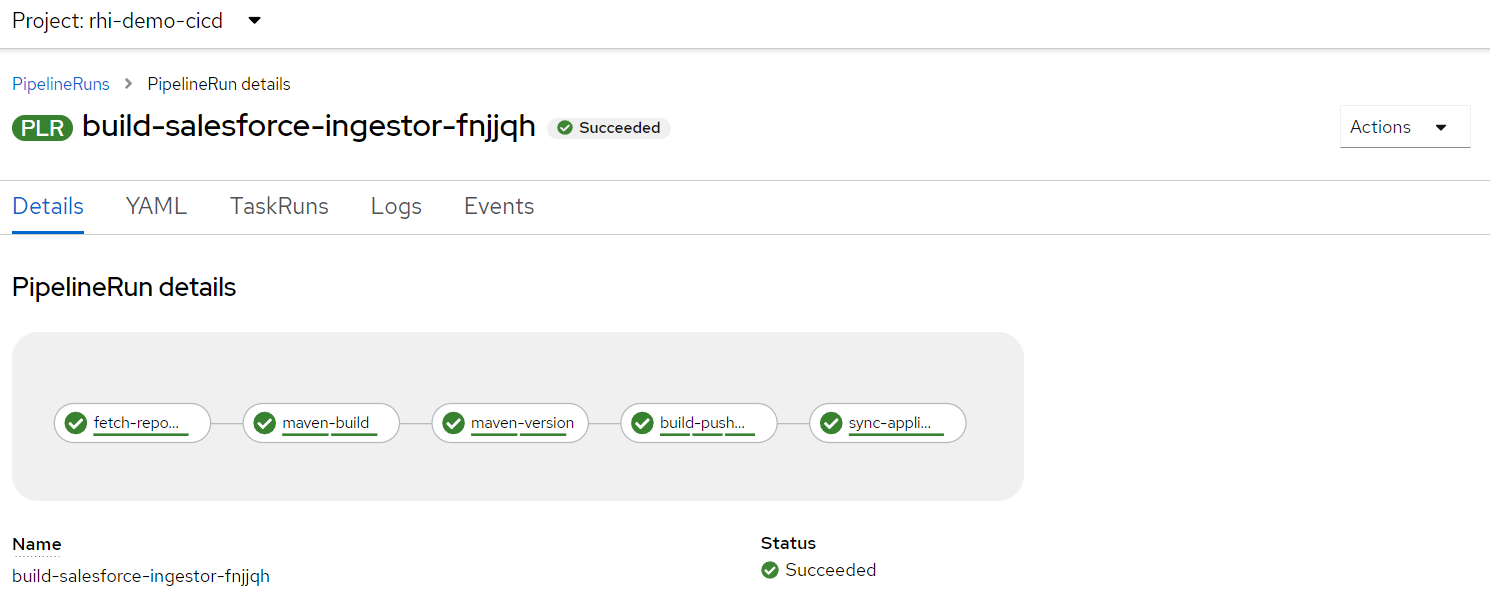 Project: rhi-demo-cicd
PipelineRuns > PipelineRun details
PLR build-salesforce-ingestor-fnjjqh Succeeded
Actions
Details YAML TaskRuns Logs Events
PipelineRun details
fetch-repo... maven-build maven-version build-push... sync-appli...
Name Status
build-salesforce-ingestor-fnjjqh Succeeded